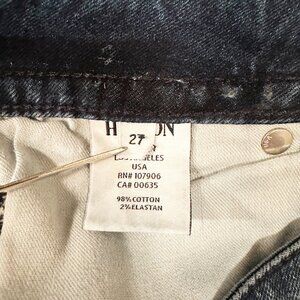 27
LOS ANGELES
USA
RN# 107906
CA# 00635
98% COTTON
2% ELASTAN